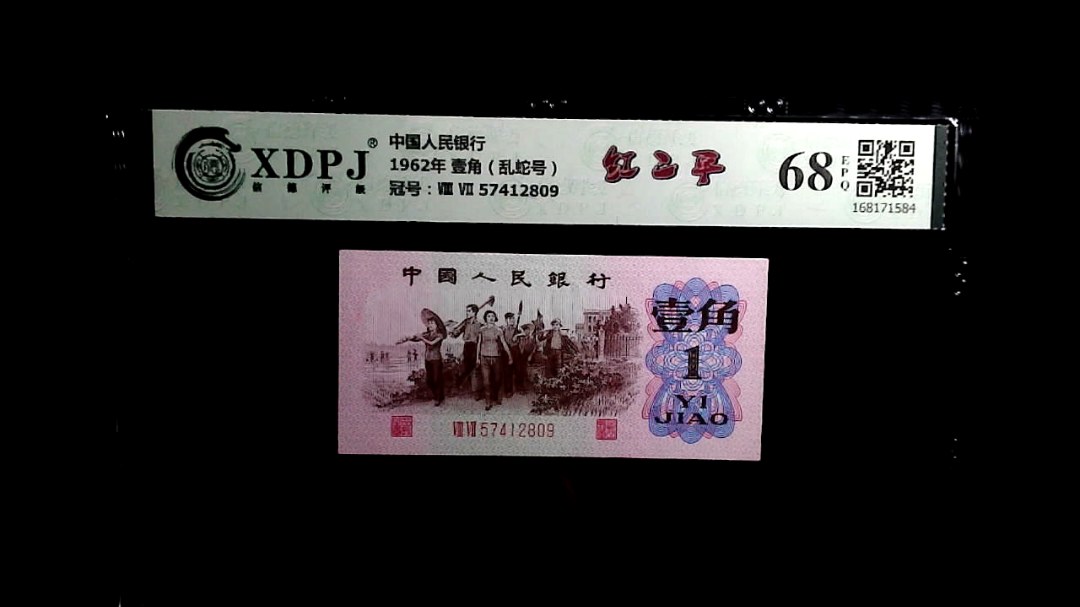 XDPJ®
信德评级
中国人民银行
1962年 壹角（乱蛇号）
冠号：Ⅷ Ⅶ 57412809
红二平
68
EPQ
168171584
中國人民銀行
壹角
1
YI
JIAO
Ⅷ Ⅶ 57412809